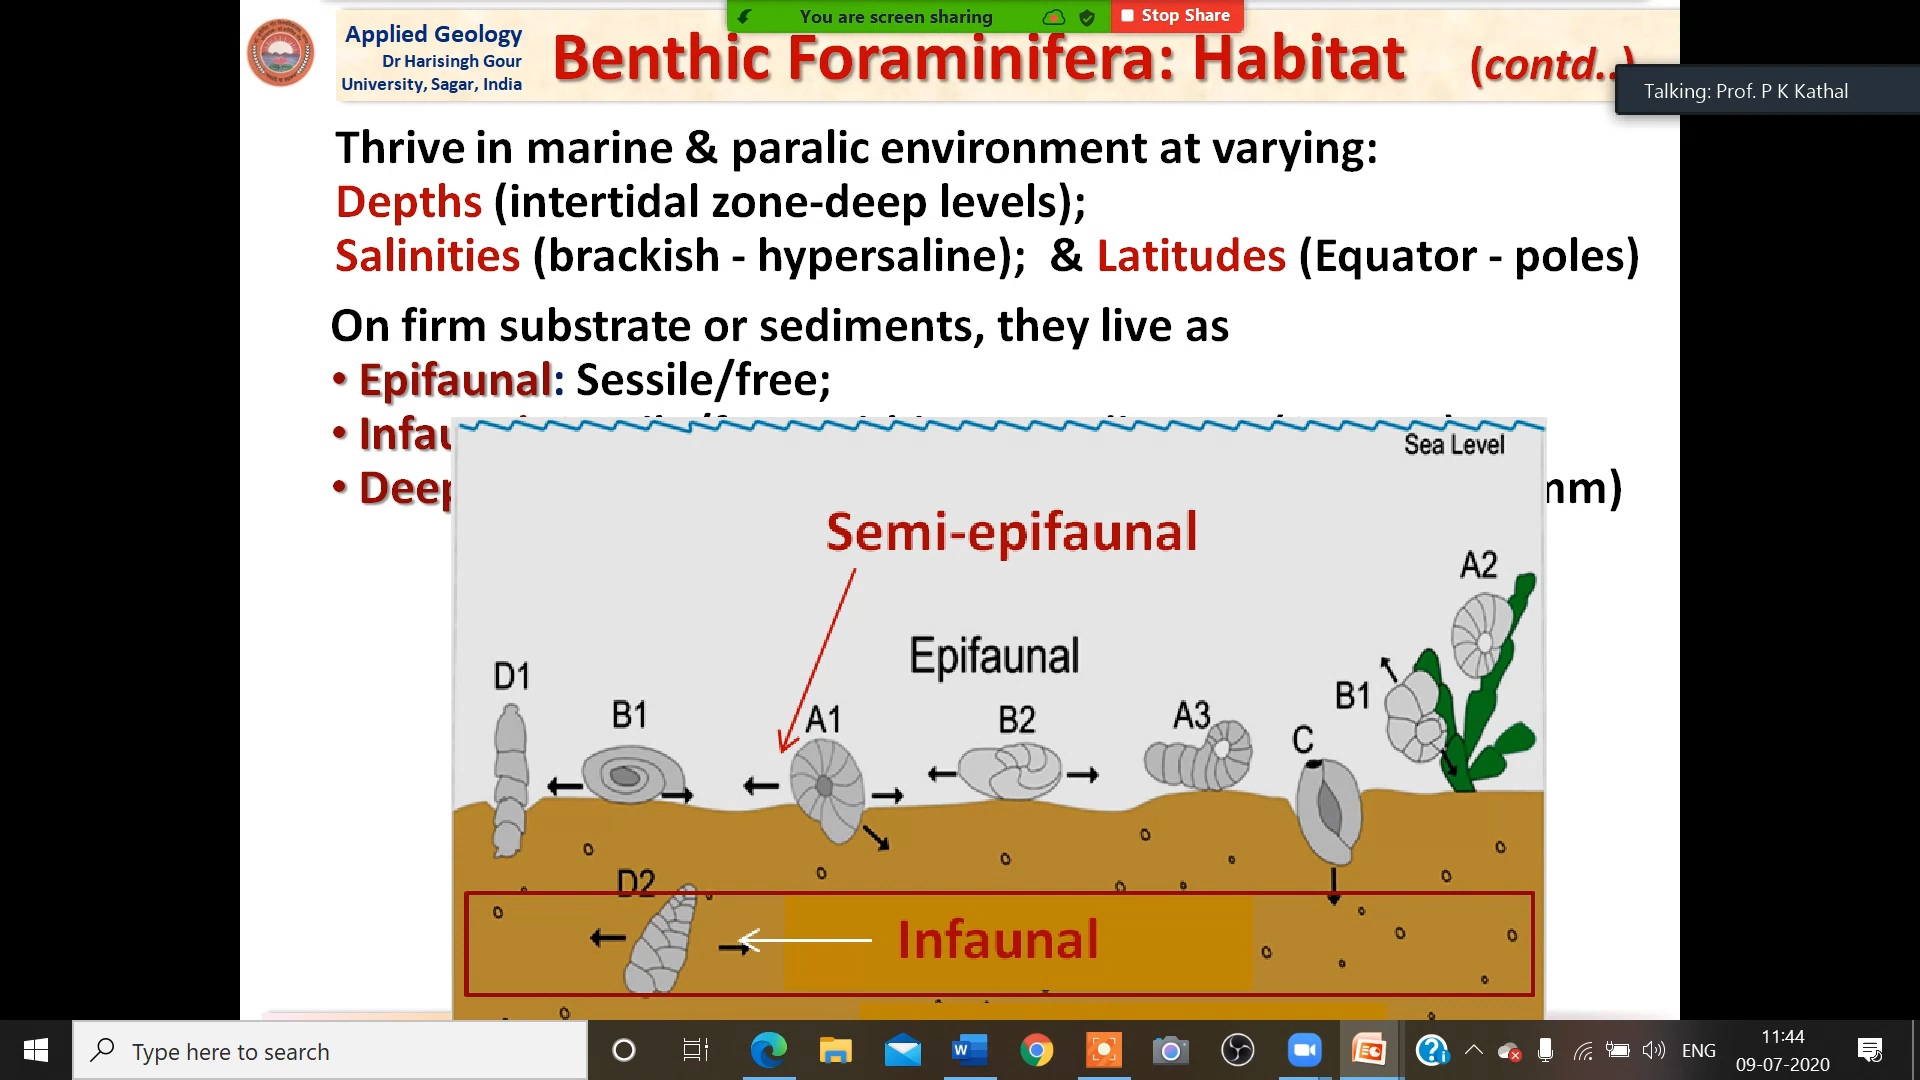 You are screen sharing
Stop Share
Applied Geology
Dr Harisingh Gour
University, Sagar, India
Benthic Foraminifera: Habitat (contd..)
Talking: Prof. P K Kathal
Thrive in marine & paralic environment at varying:
Depths (intertidal zone-deep levels);
Salinities (brackish - hypersaline); & Latitudes (Equator - poles)
On firm substrate or sediments, they live as
• Epifaunal: Sessile/free;
Sea Level
mm)
Semi-epifaunal
A2
Epifaunal
D1
B1
A1
B2
A3
C
B1
D2
Infaunal
Type here to search
ENG
11:44
09-07-2020